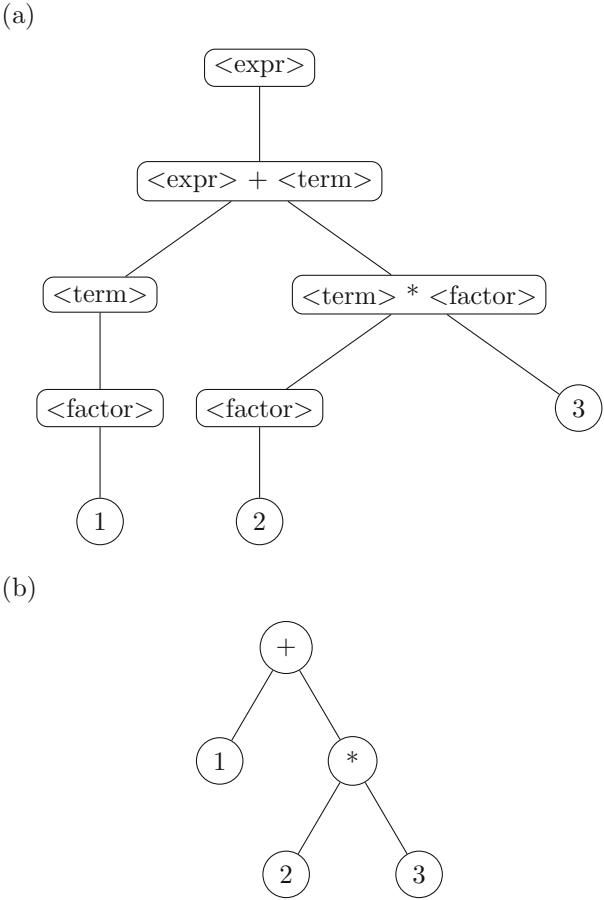 (a)
<expr>
<expr> + <term>
<term>
<term> * <factor>
<factor>
<factor>
3
1
2
(b)
+
1
*
2
3